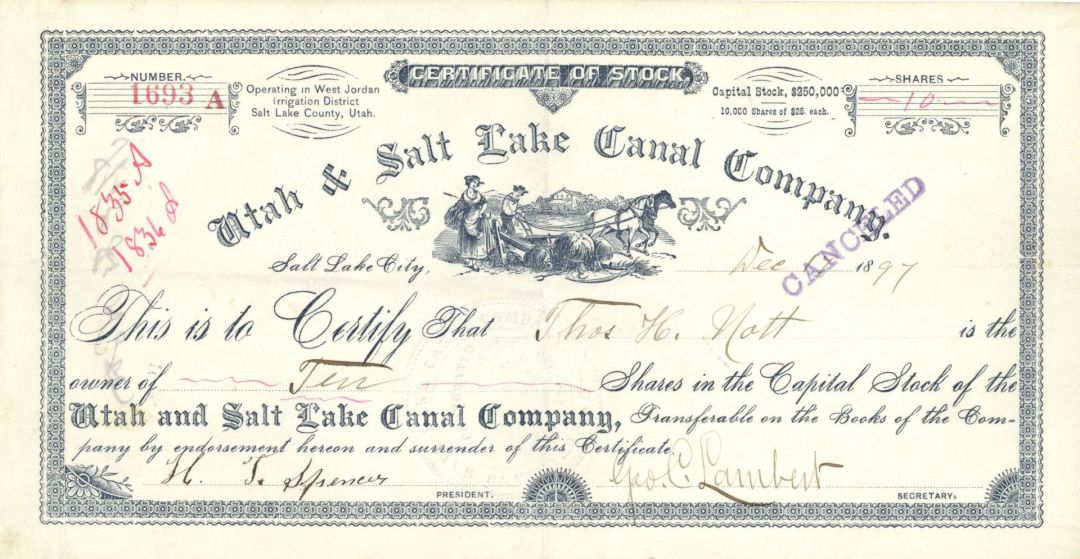 CERTIFICATE OF STOCK.
NUMBER.
1693 A
Operating in West Jordan
Irrigation District
Salt Lake County, Utah.
Capital Stock, $250,000
10,000 Shares of $25. each.
SHARES
10
1835 A
1836 A
Utah & Salt Lake Canal Company.
CANCELED
Salt Lake City, Dec 1 1897
This is to Certify That Thos H. Nott is the
owner of Ten Shares in the Capital Stock of the
Utah and Salt Lake Canal Company, Transferable on the Books of the Com-
pany by endorsement hereon and surrender of this Certificate.
H. T. Spencer
PRESIDENT.
Geo. C. Lambert
SECRETARY.